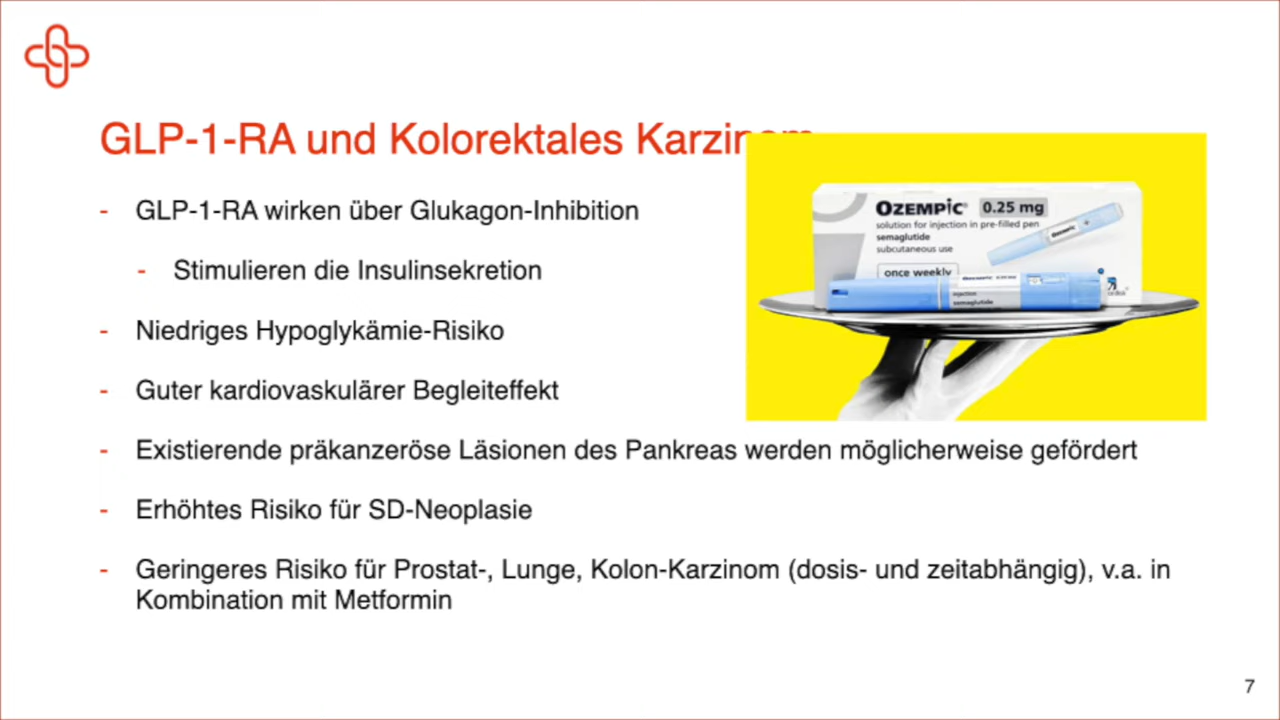 GLP-1-RA und Kolorektales Karzinom
- GLP-1-RA wirken über Glukagon-Inhibition
- Stimulieren die Insulinsekretion
- Niedriges Hypoglykämie-Risiko
- Guter kardiovaskulärer Begleiteffekt
- Existierende präkanzeröse Läsionen des Pankreas werden möglicherweise gefördert
- Erhöhtes Risiko für SD-Neoplasie
- Geringeres Risiko für Prostat-, Lunge, Kolon-Karzinom (dosis- und zeitabhängig), v.a. in
Kombination mit Metformin
OZEMPIC® 0.25 mg
solution for injection in pre-filled pen
semaglutide
subcutaneous use
once weekly
Ozempic
Ozempic
injection
semaglutide
7